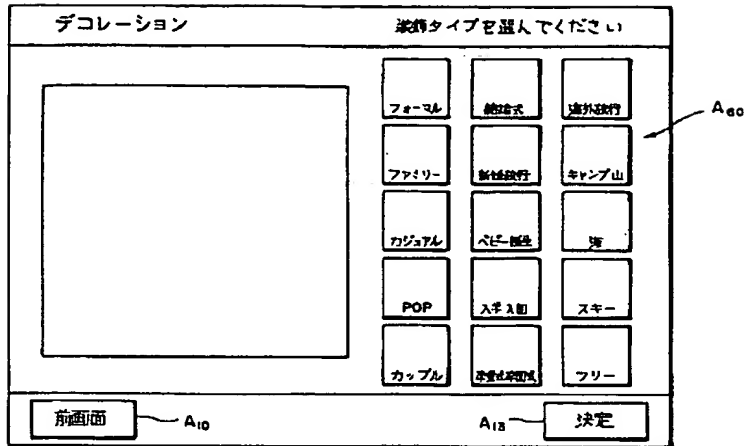 デコレーション 装飾タイプを選んでください
フォーマル 結婚式 海外旅行
A60
ファミリー 新婚旅行 キャンプ山
カジュアル ベビー誕生 海
POP 入学入園 スキー
カップル 卒業式卒園式 フリー
前画面 A10 A13 決定